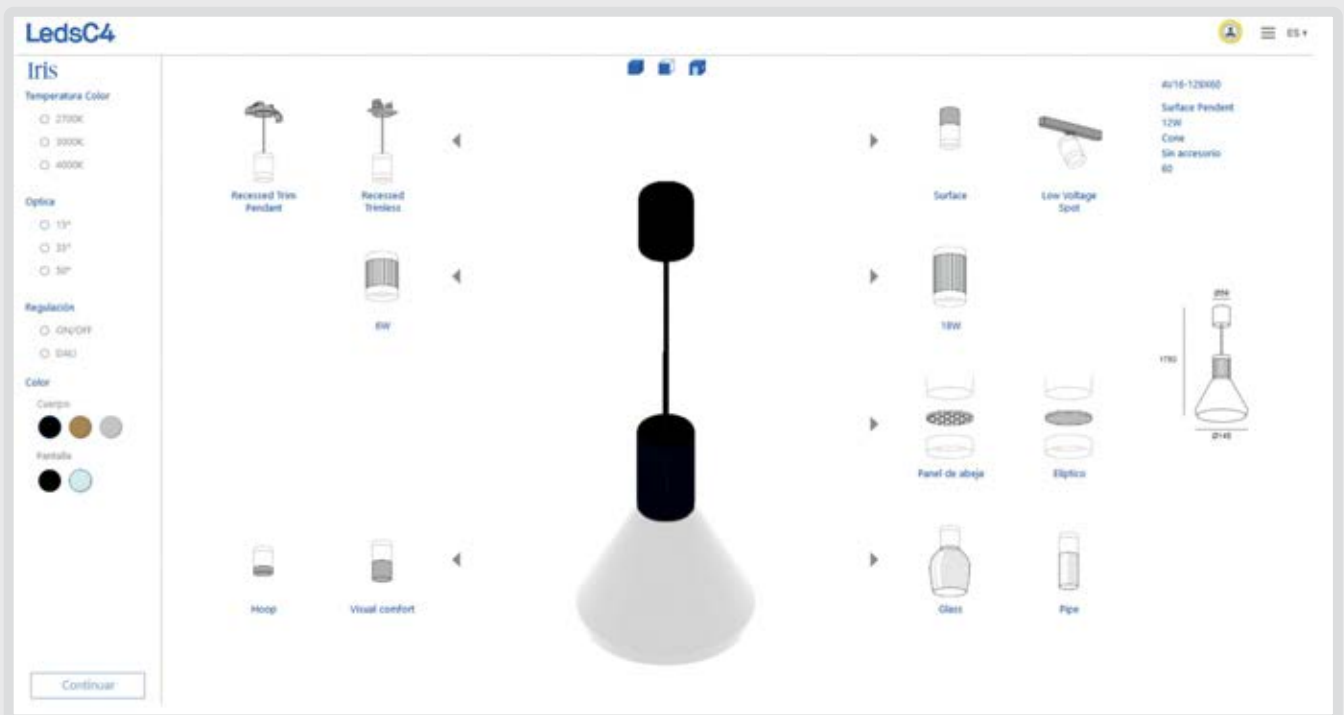 LedsC4
ES
Iris
Temperatura Color
2700K
3000K
4000K
Optica
15°
33°
50°
Regulación
ON/OFF
DALI
Color
Cuerpo
Pantalla
Continuar
Recessed Trim
Pendant
Recessed
Trimless
6W
Hoop
Visual comfort
Surface
Low Voltage
Spot
18W
Panel de abeja
Elíptico
Glass
Pipe
Surface Pendent
12W
Cone
Sin accesorio
60
Ø145